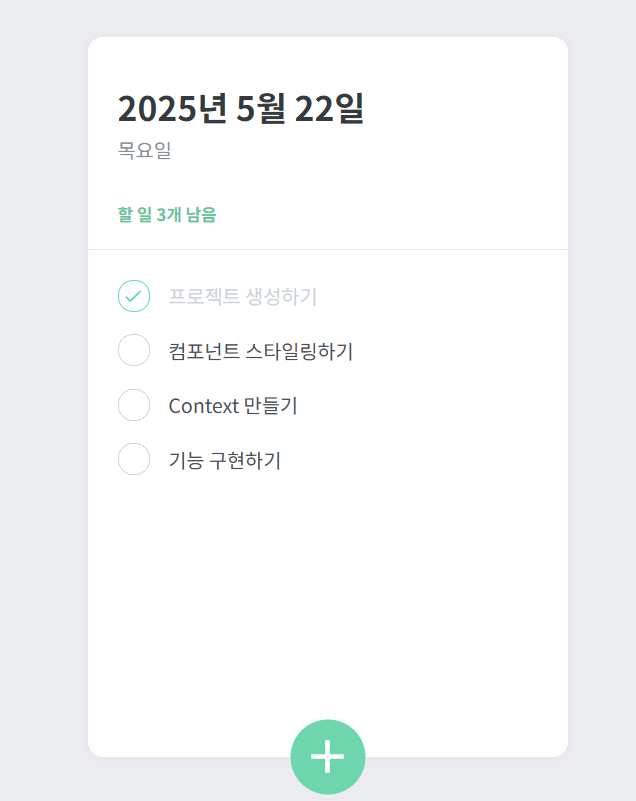 2025년 5월 22일
목요일
할 일 3개 남음
프로젝트 생성하기
컴포넌트 스타일링하기
Context 만들기
기능 구현하기